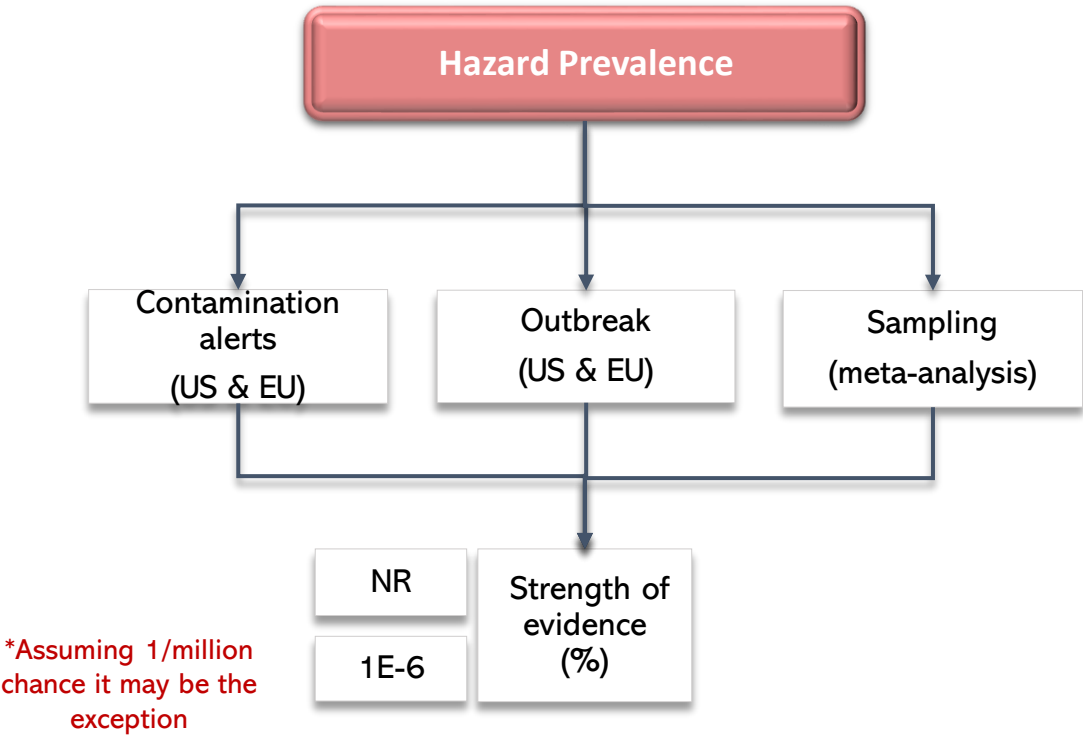 Hazard Prevalence
Contamination
alerts
(US & EU)
Outbreak
(US & EU)
Sampling
(meta-analysis)
NR
1E-6
Strength of
evidence
(%)
*Assuming 1/million
chance it may be the
exception